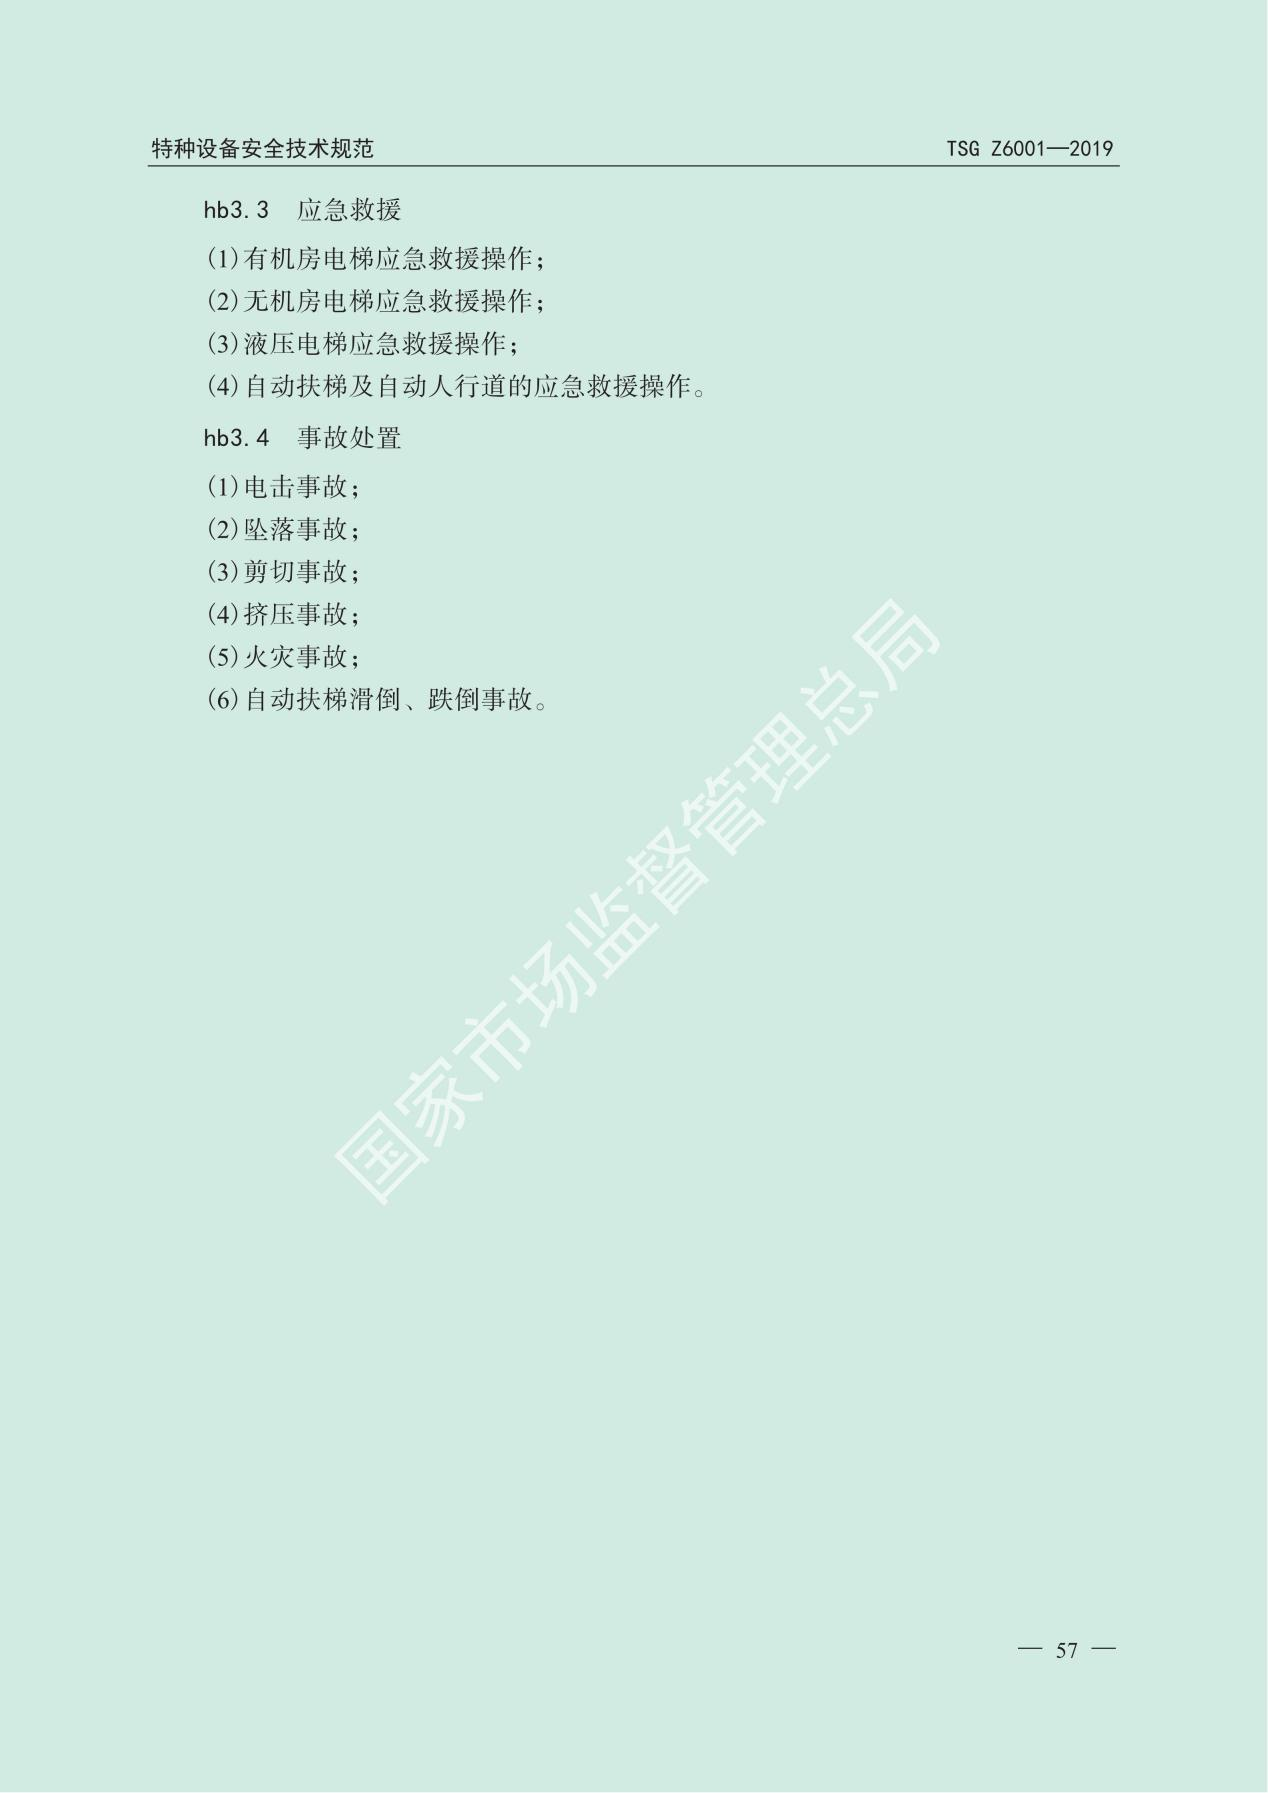 特种设备安全技术规范 TSG Z6001—2019
hb3.3 应急救援
(1)有机房电梯应急救援操作；
(2)无机房电梯应急救援操作；
(3)液压电梯应急救援操作；
(4)自动扶梯及自动人行道的应急救援操作。
hb3.4 事故处置
(1)电击事故；
(2)坠落事故；
(3)剪切事故；
(4)挤压事故；
(5)火灾事故；
(6)自动扶梯滑倒、跌倒事故。
国家市场监督管理总局
— 57 —